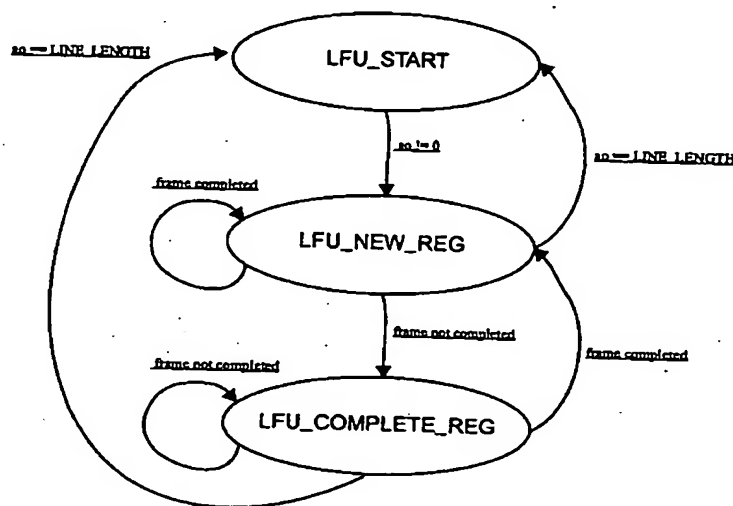 ao == LINE_LENGTH
LFU_START
ao != 0
ao == LINE_LENGTH
frame completed
LFU_NEW_REG
frame not completed
frame not completed
frame completed
LFU_COMPLETE_REG